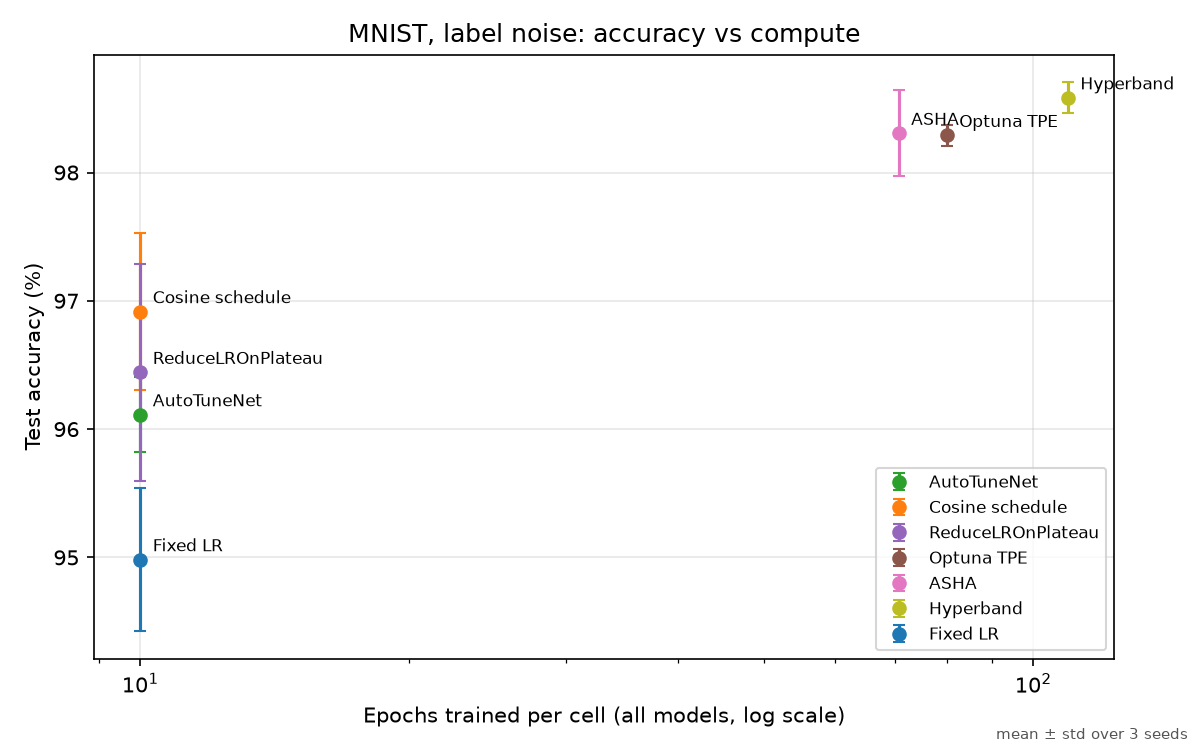 MNIST, label noise: accuracy vs compute
Hyperband
ASHA
Optuna TPE
98
97
96
95
Test accuracy (%)
Cosine schedule
ReduceLROnPlateau
AutoTuneNet
Fixed LR
AutoTuneNet
Cosine schedule
ReduceLROnPlateau
Optuna TPE
ASHA
Hyperband
Fixed LR
10¹
10²
Epochs trained per cell (all models, log scale)
mean ± std over 3 seeds